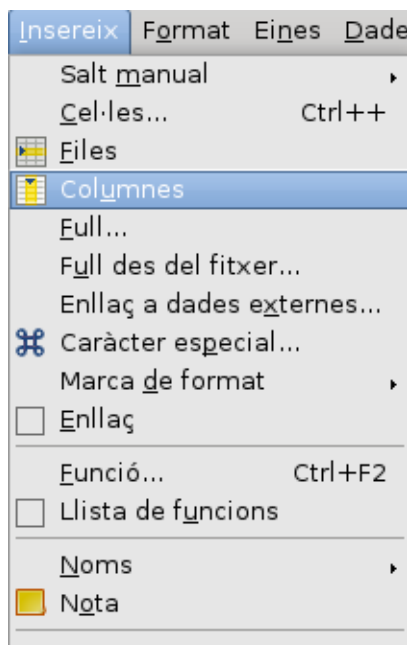 Insereix Format Eines Dade
Salt manual
Cel·les... Ctrl++
Files
Columnes
Full...
Full des del fitxer...
Enllaç a dades externes...
Caràcter especial...
Marca de format
Enllaç
Funció... Ctrl+F2
Llista de funcions
Noms
Nota